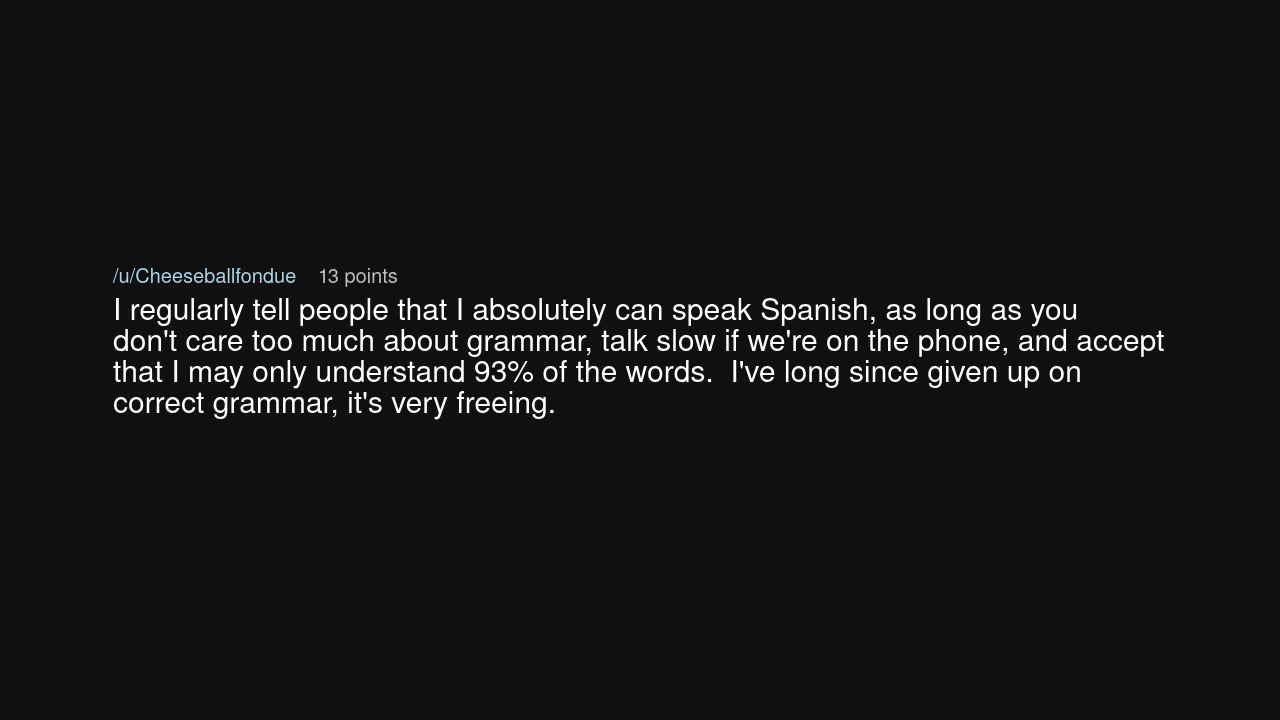 /u/Cheeseballfondue 13 points
I regularly tell people that I absolutely can speak Spanish, as long as you
don't care too much about grammar, talk slow if we're on the phone, and accept
that I may only understand 93% of the words.  I've long since given up on
correct grammar, it's very freeing.